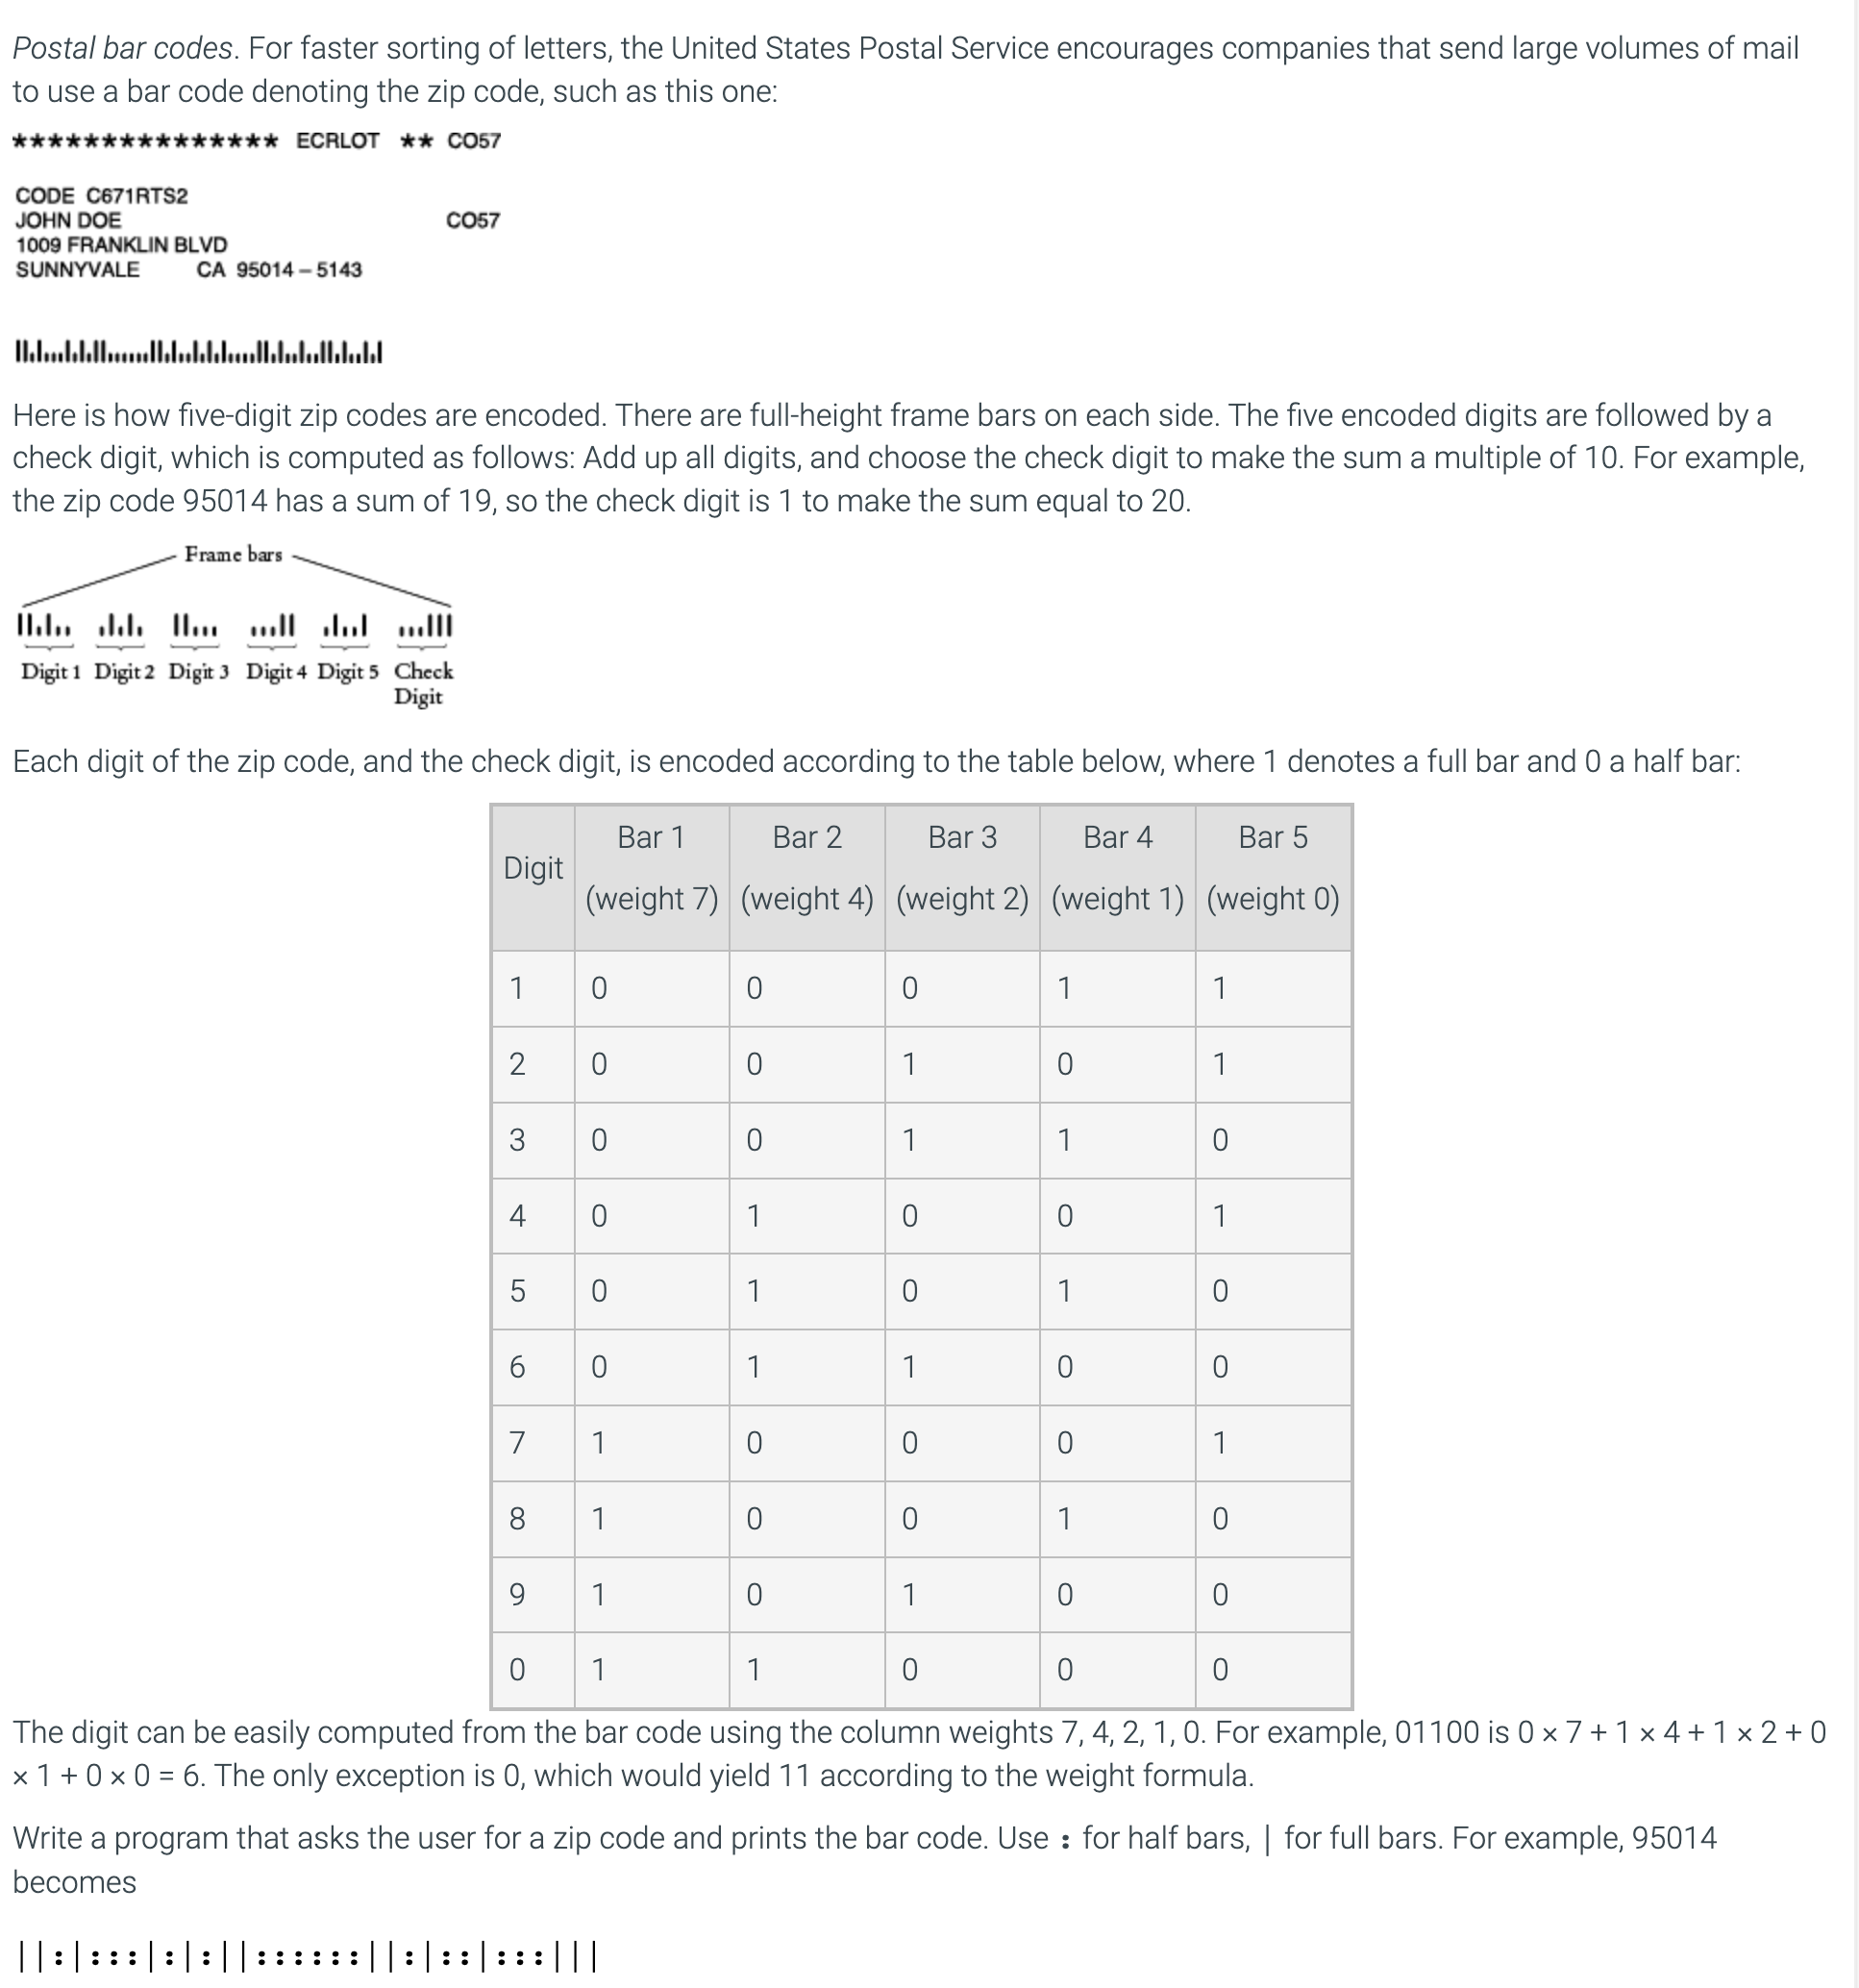 Postal bar codes. For faster sorting of letters, the United States Postal Service encourages companies that send large volumes of mail
to use a bar code denoting the zip code, such as this one:
*************** ECRLOT ** CO57
CODE C671RTS2
JOHN DOE CO57
1009 FRANKLIN BLVD
SUNNYVALE CA 95014 – 5143
Here is how five-digit zip codes are encoded. There are full-height frame bars on each side. The five encoded digits are followed by a
check digit, which is computed as follows: Add up all digits, and choose the check digit to make the sum a multiple of 10. For example,
the zip code 95014 has a sum of 19, so the check digit is 1 to make the sum equal to 20.
Frame bars
Digit 1 Digit 2 Digit 3 Digit 4 Digit 5 Check
Digit
Each digit of the zip code, and the check digit, is encoded according to the table below, where 1 denotes a full bar and 0 a half bar:
Digit Bar 1 Bar 2 Bar 3 Bar 4 Bar 5
(weight 7) (weight 4) (weight 2) (weight 1) (weight 0)
1 0 0 0 1 1
2 0 0 1 0 1
3 0 0 1 1 0
4 0 1 0 0 1
5 0 1 0 1 0
6 0 1 1 0 0
7 1 0 0 0 1
8 1 0 0 1 0
9 1 0 1 0 0
0 1 1 0 0 0
The digit can be easily computed from the bar code using the column weights 7, 4, 2, 1, 0. For example, 01100 is 0 × 7 + 1 × 4 + 1 × 2 + 0
× 1 + 0 × 0 = 6. The only exception is 0, which would yield 11 according to the weight formula.
Write a program that asks the user for a zip code and prints the bar code. Use : for half bars, | for full bars. For example, 95014
becomes
||:|:::|:|:||::::::||:|::|:::|||